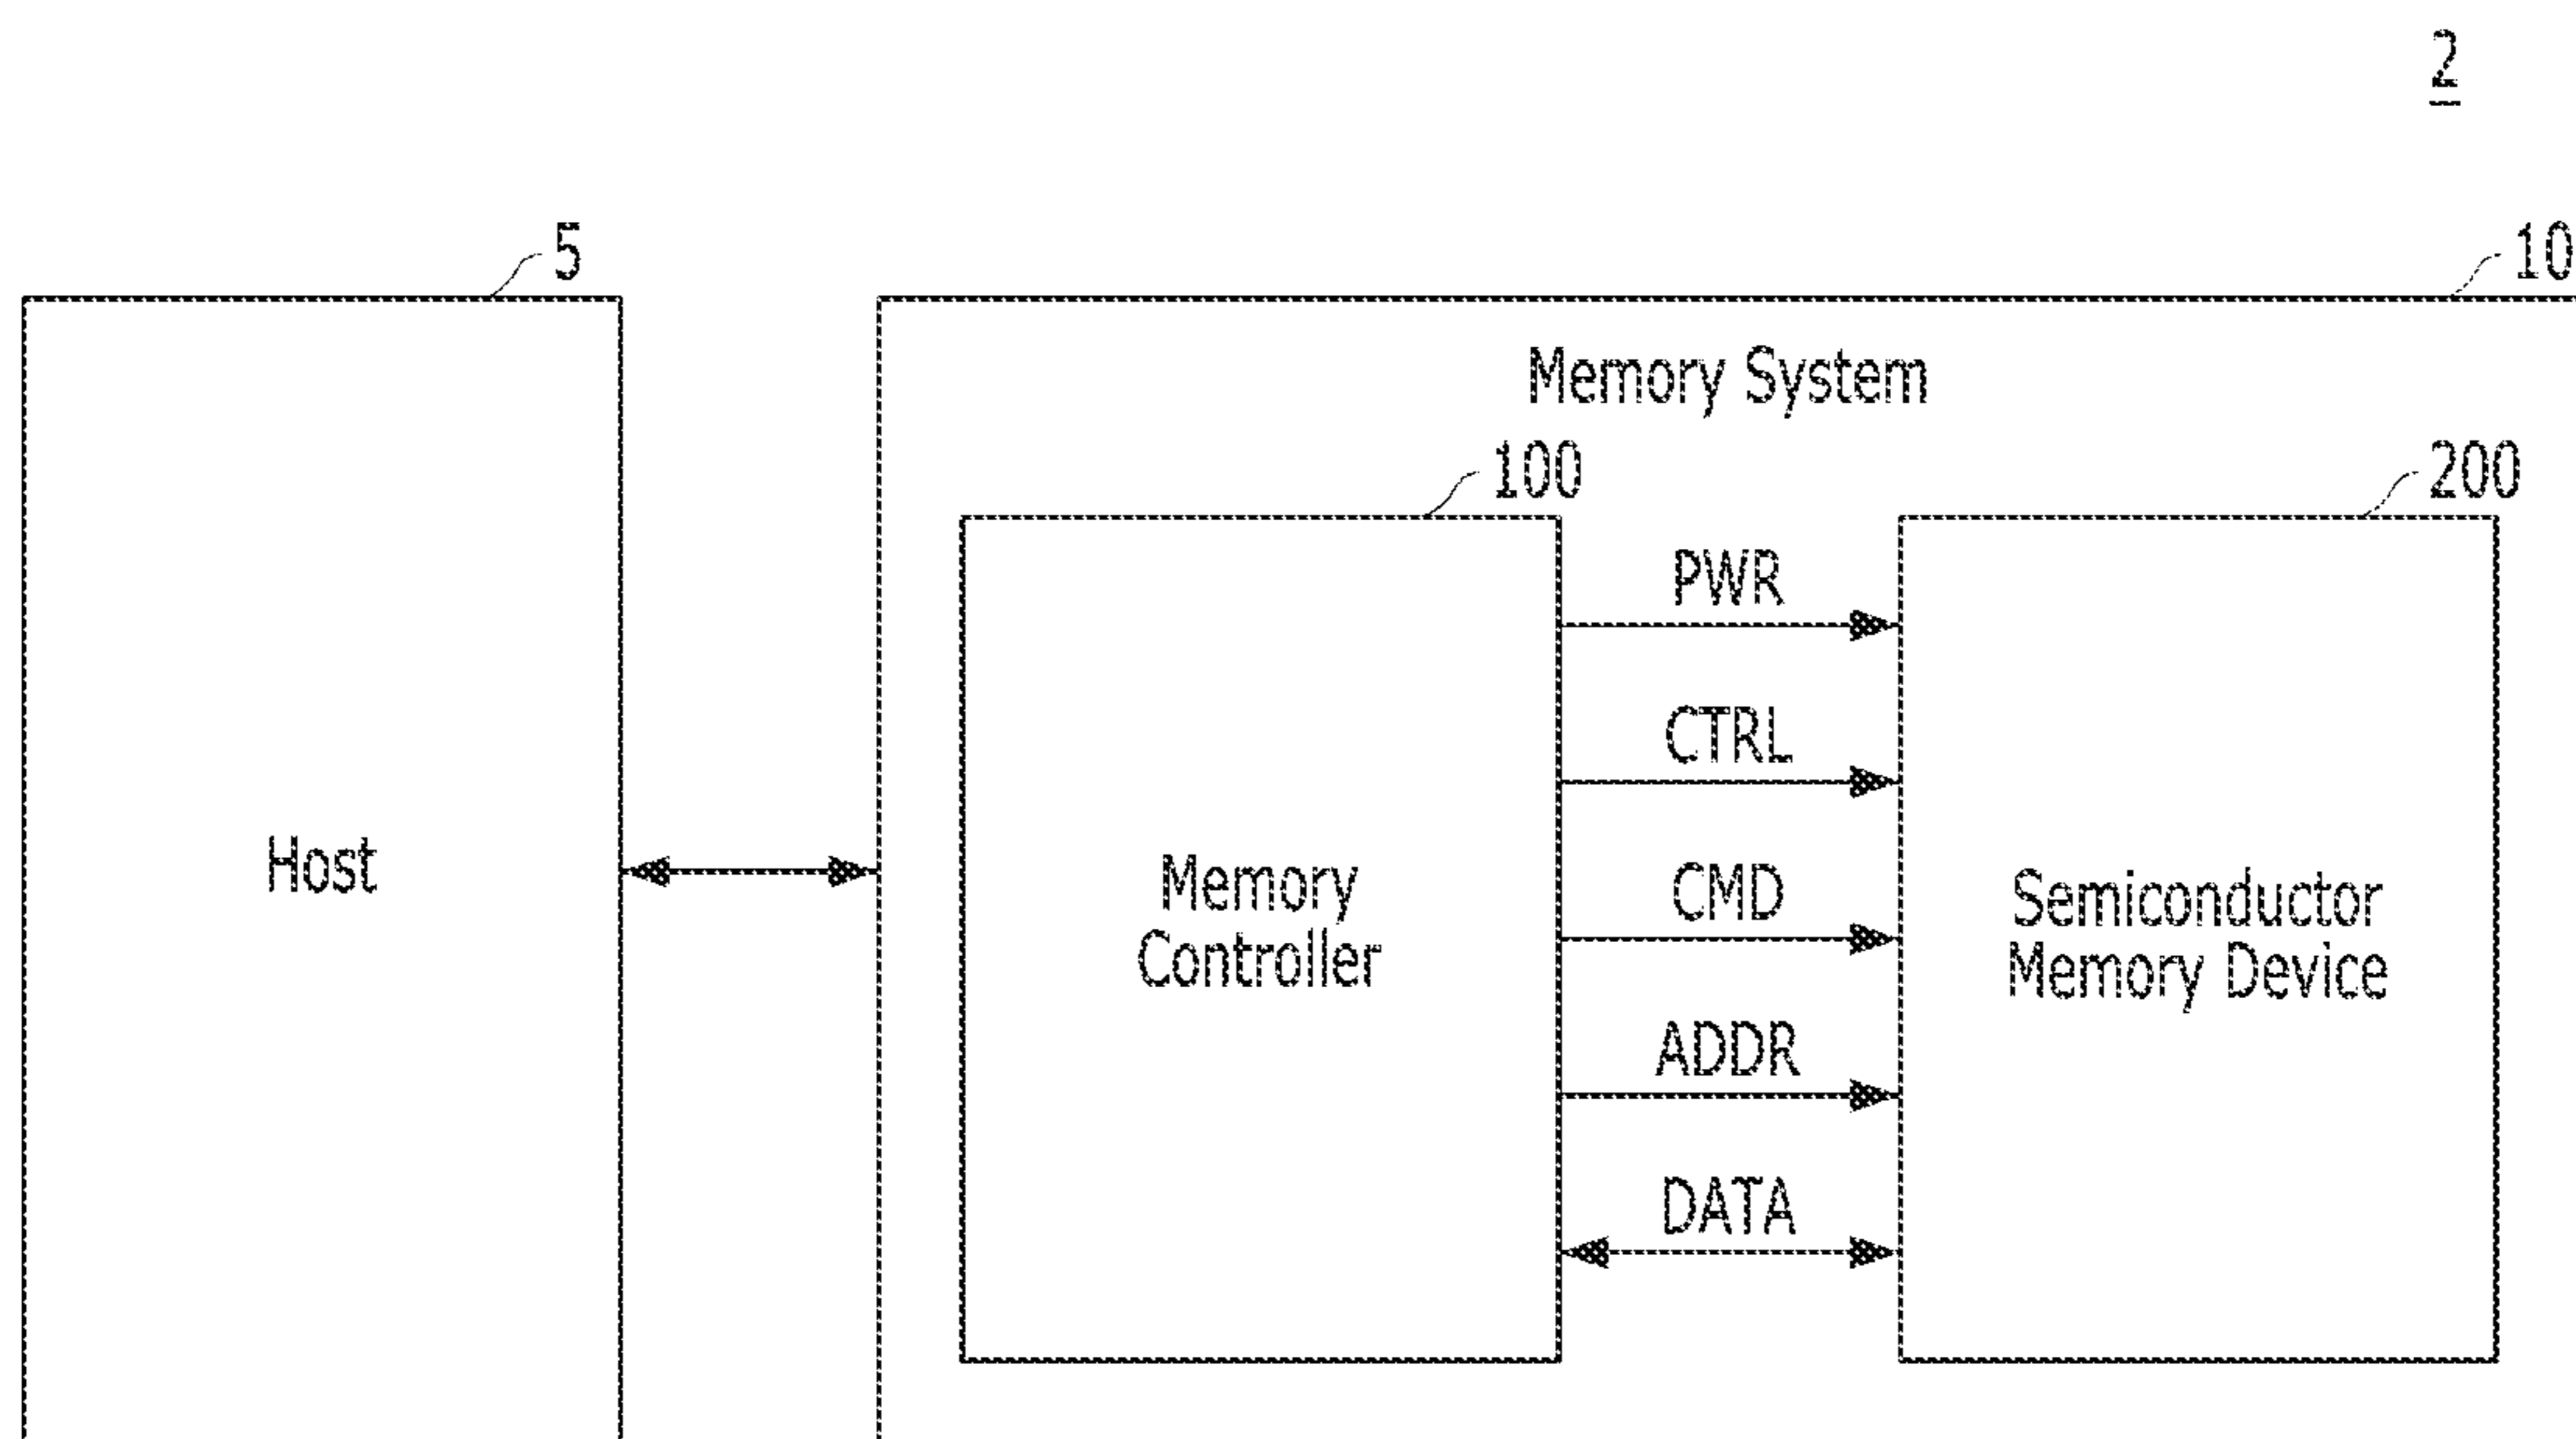 2
5
10
Memory System
100
200
PWR
CTRL
CMD
ADDR
DATA
Host
Memory
Controller
Semiconductor
Memory Device